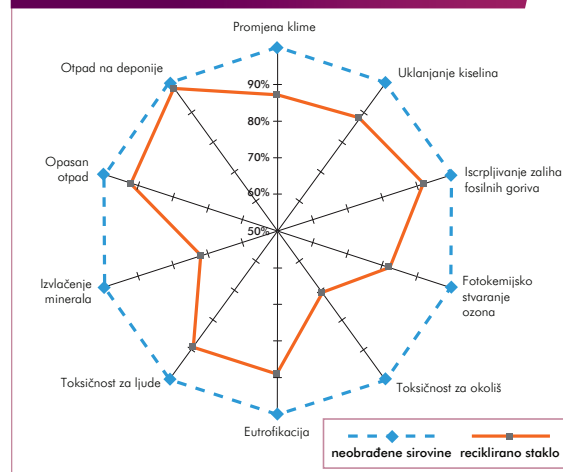 Promjena klime
Otpad na deponije
Uklanjanje kiselina
90%
80%
Opasan
otpad
Iscrpljivanje zaliha
fosilnih goriva
70%
60%
50%
Izvlačenje
minerala
Fotokemijsko
stvaranje
ozona
Toksičnost za ljude
Toksičnost za okoliš
Eutrofikacija
neobrađene sirovine
reciklirano staklo